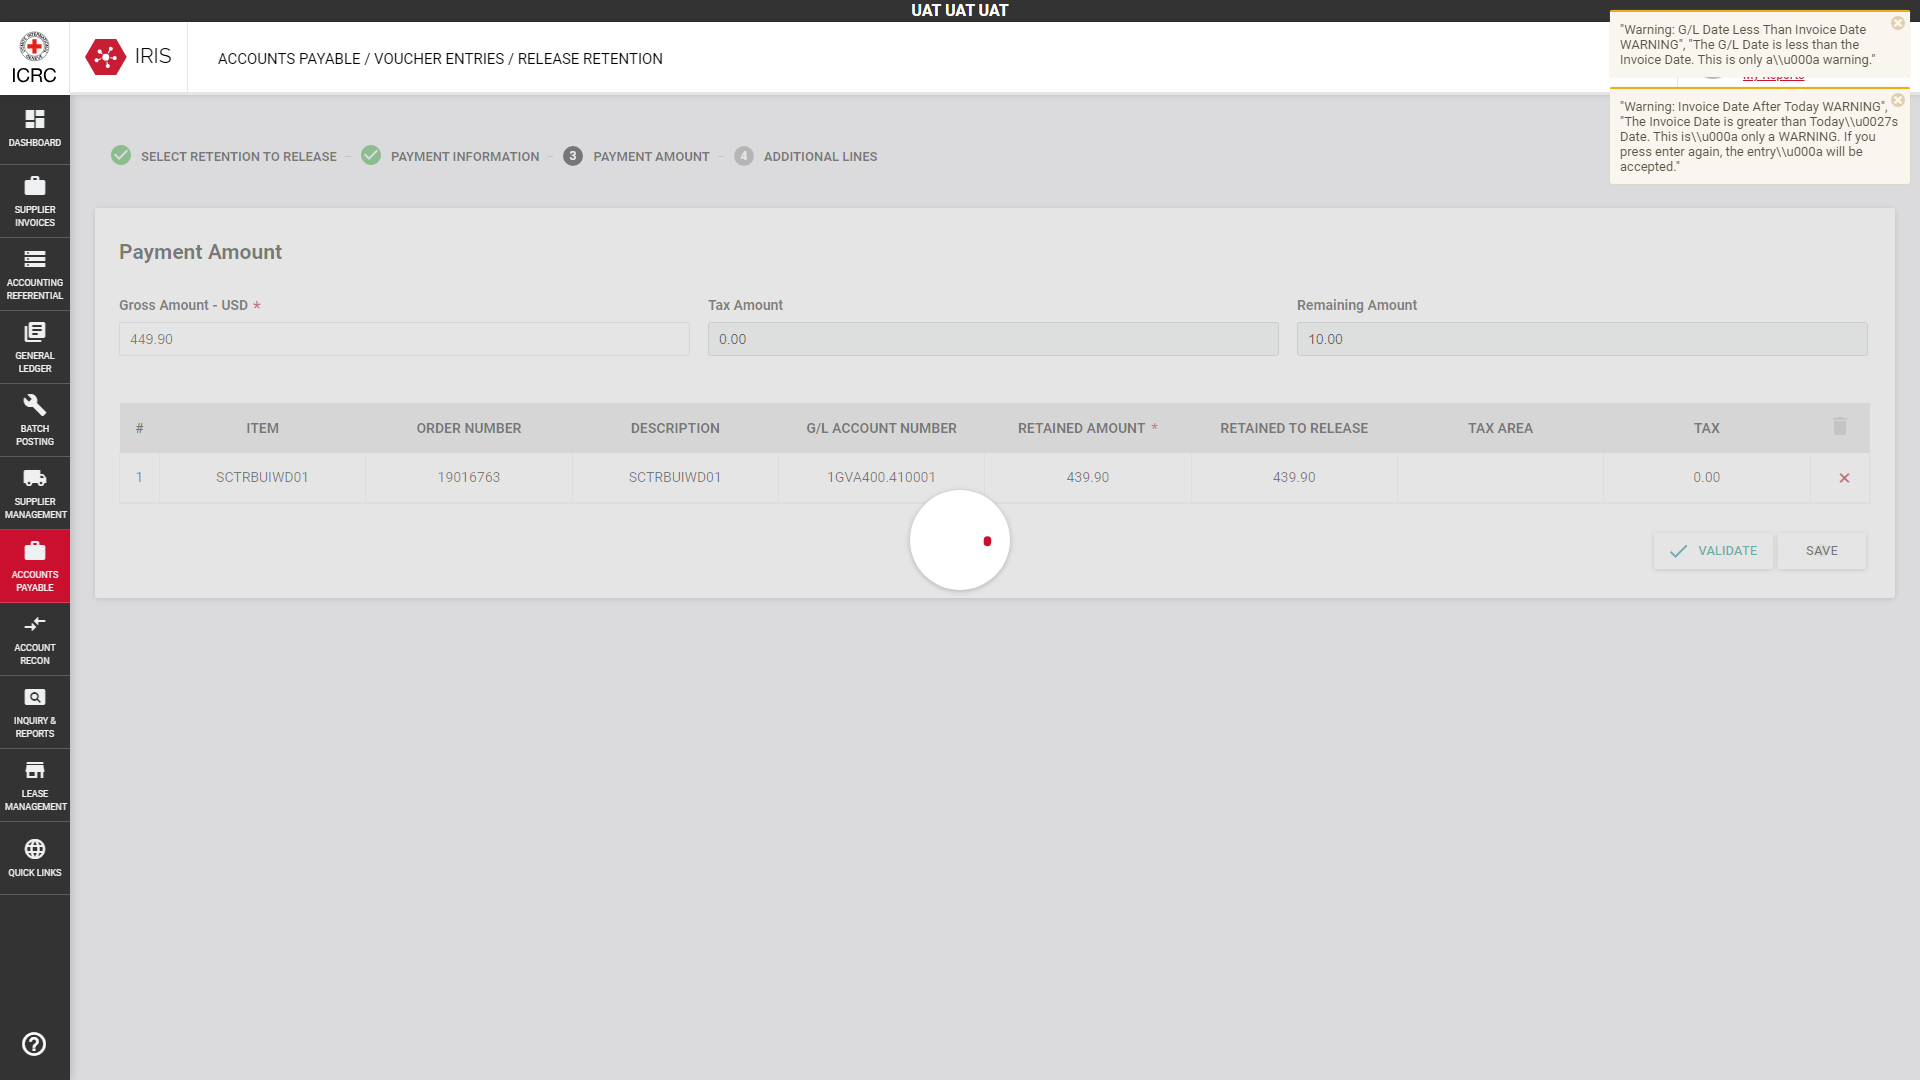 UAT UAT UAT
ICRC
IRIS
ACCOUNTS PAYABLE / VOUCHER ENTRIES / RELEASE RETENTION
"Warning: G/L Date Less Than Invoice Date
WARNING", "The G/L Date is less than the
Invoice Date. This is only a\\u000a warning."
My Reports
"Warning: Invoice Date After Today WARNING",
"The Invoice Date is greater than Today\\u0027s
Date. This is\\u000a only a WARNING. If you
press enter again, the entry\\u000a will be
accepted."
DASHBOARD
SUPPLIER
INVOICES
ACCOUNTING
REFERENTIAL
GENERAL
LEDGER
BATCH
POSTING
SUPPLIER
MANAGEMENT
ACCOUNTS
PAYABLE
ACCOUNT
RECON
INQUIRY &
REPORTS
LEASE
MANAGEMENT
QUICK LINKS
SELECT RETENTION TO RELEASE
PAYMENT INFORMATION
3 PAYMENT AMOUNT
4 ADDITIONAL LINES
Payment Amount
Gross Amount - USD * Tax Amount Remaining Amount
449.90 0.00 10.00
# ITEM ORDER NUMBER DESCRIPTION G/L ACCOUNT NUMBER RETAINED AMOUNT * RETAINED TO RELEASE TAX AREA TAX
1 SCTRBUIWD01 19016763 SCTRBUIWD01 1GVA400.410001 439.90 439.90 0.00
VALIDATE SAVE